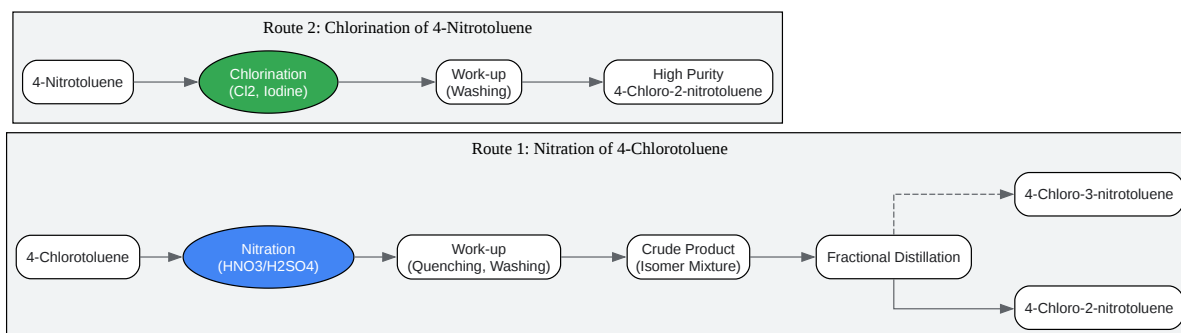 Route 2: Chlorination of 4-Nitrotoluene
4-Nitrotoluene
Chlorination
(Cl2, Iodine)
Work-up
(Washing)
High Purity
4-Chloro-2-nitrotoluene
Route 1: Nitration of 4-Chlorotoluene
4-Chlorotoluene
Nitration
(HNO3/H2SO4)
Work-up
(Quenching, Washing)
Crude Product
(Isomer Mixture)
Fractional Distillation
4-Chloro-3-nitrotoluene
4-Chloro-2-nitrotoluene